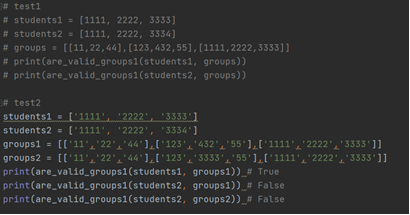 # test1
# students1 = [1111, 2222, 3333]
# students2 = [1111, 2222, 3334]
# groups = [[11,22,44],[123,432,55],[1111,2222,3333]]
# print(are_valid_groups1(students1, groups))
# print(are_valid_groups1(students2, groups))
# test2
students1 = ['1111', '2222', '3333']
students2 = ['1111', '2222', '3334']
groups1 = [['11','22','44'],['123','432','55'],['1111','2222','3333']]
groups2 = [['11','22','44'],['123','3333','55'],['1111','2222','3333']]
print(are_valid_groups1(students1, groups1)) # True
print(are_valid_groups1(students2, groups1)) # False
print(are_valid_groups1(students2, groups2)) # False